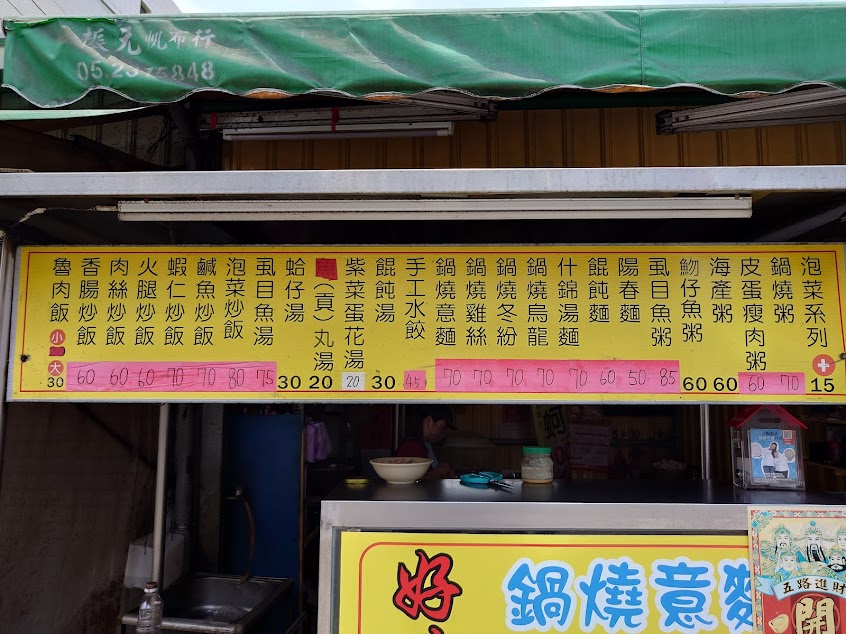 振元帆布行
泡菜系列 + 15
鍋燒粥 70
皮蛋瘦肉粥 60
海產粥 60
魩仔魚粥 60
虱目魚粥 85
陽春麵 50
餛飩麵 60
什錦湯麵 70
鍋燒烏龍 70
鍋燒冬粉 70
鍋燒雞絲 70
鍋燒意麵 70
手工水餃 45
餛飩湯 30
紫菜蛋花湯 20
(貢)丸湯 20
蛤仔湯 30
虱目魚湯 75
泡菜炒飯 80
鹹魚炒飯 70
蝦仁炒飯 70
火腿炒飯 60
肉絲炒飯 60
香腸炒飯 60
魯肉飯 小 大 30
好
鍋燒意麵
五路進財
開